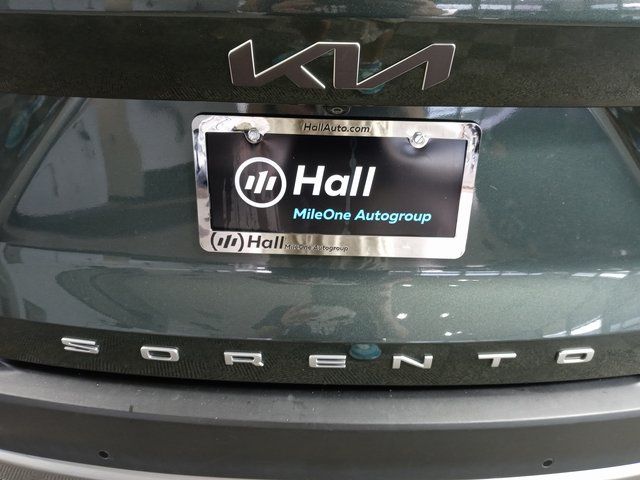 KIA
HallAuto.com
Hall
MileOne Autogroup
Hall MileOne Autogroup
SORENTO